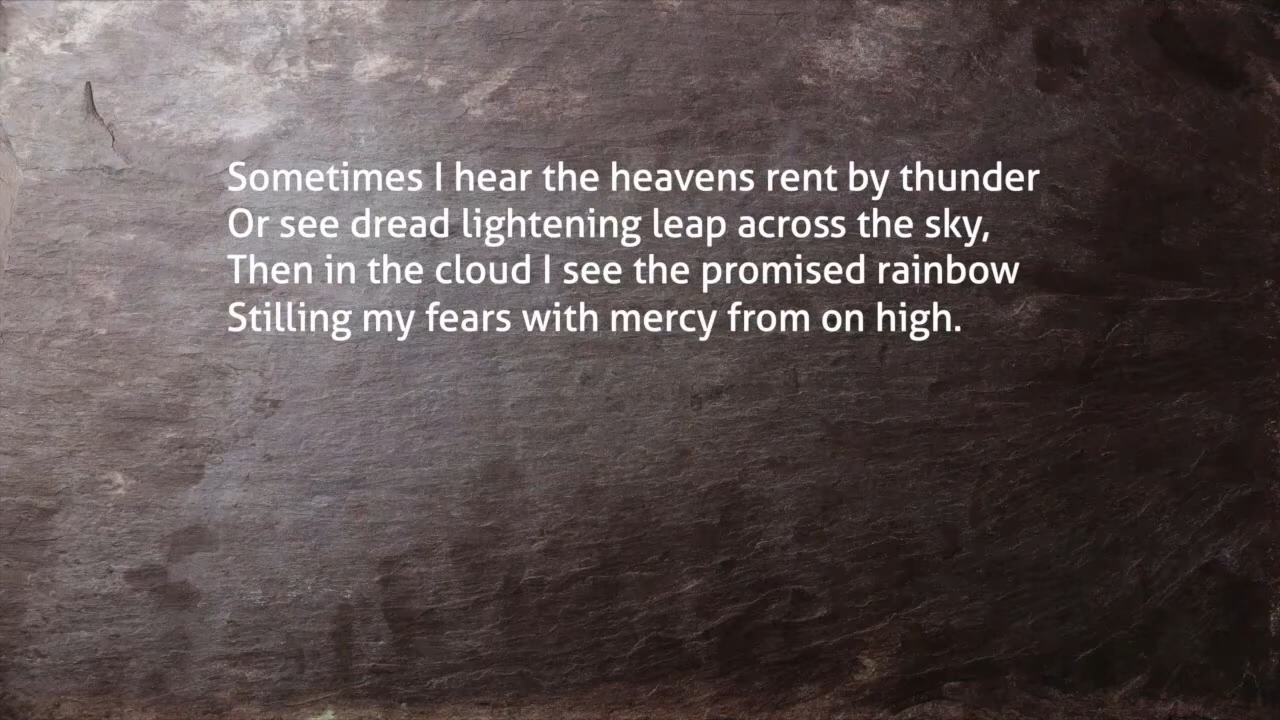 Sometimes I hear the heavens rent by thunder
Or see dread lightening leap across the sky,
Then in the cloud I see the promised rainbow
Stilling my fears with mercy from on high.